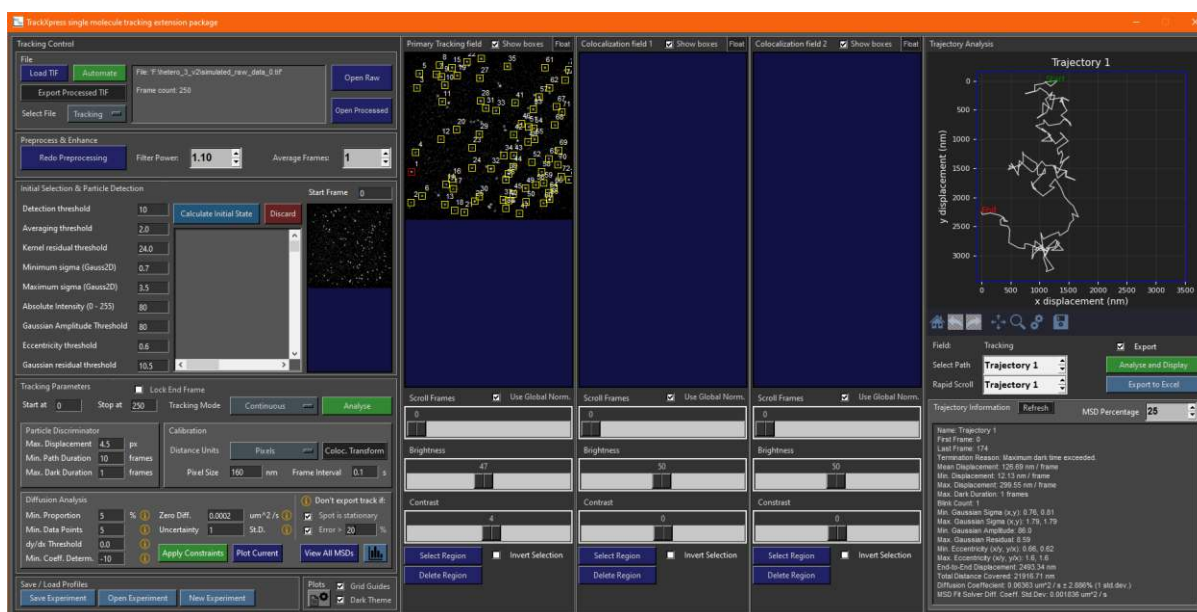 TrackXpress single molecule tracking extension package
Tracking Control
File
Load TIF Automate
File: 'F:\hetero_3_v2\simulated_raw_data_0.tif'
Frame count: 250
Open Raw
Export Processed TIF
Select File Tracking
Open Processed
Preprocess & Enhance
Redo Preprocessing Filter Power: 1.10 Average Frames: 1
Initial Selection & Particle Detection
Start Frame 0
Detection threshold 10
Calculate Initial State Discard
Averaging threshold 2.0
Kernel residual threshold 24.0
Minimum sigma (Gauss2D) 0.7
Maximum sigma (Gauss2D) 3.5
Absolute Intensity (0 - 255) 80
Gaussian Amplitude Threshold 80
Eccentricity threshold 0.6
Gaussian residual threshold 10.5
Tracking Parameters Lock End Frame
Start at 0 Stop at 250 Tracking Mode Continuous Analyse
Particle Discriminator
Max. Displacement 4.5 px
Min. Path Duration 10 frames
Max. Dark Duration 1 frames
Calibration
Distance Units Pixels Coloc. Transform
Pixel Size 160 nm Frame Interval 0.1 s
Diffusion Analysis
Min. Proportion 5 % Zero Diff. 0.0002 um^2 /s
Min. Data Points 5 Uncertainty 1 St.D.
dy/dx Threshold 0.0
Min. Coeff. Determ. -10
Apply Constraints Plot Current
Don't export track if:
Spot is stationary
Error > 20 %
View All MSDs
Save / Load Profiles
Save Experiment Open Experiment New Experiment
Plots Grid Guides
Dark Theme
Primary Tracking field Show boxes Float
Scroll Frames Use Global Norm.
0
Brightness
47
Contrast
4
Select Region Invert Selection
Delete Region
Colocalization field 1 Show boxes Float
Scroll Frames Use Global Norm.
0
Brightness
50
Contrast
0
Select Region Invert Selection
Delete Region
Colocalization field 2 Show boxes Float
Scroll Frames Use Global Norm.
0
Brightness
50
Contrast
0
Select Region Invert Selection
Delete Region
Trajectory Analysis
Trajectory 1
Start
End
y displacement (nm)
0
500
1000
1500
2000
2500
3000
0 500 1000 1500 2000 2500 3000 3500
x displacement (nm)
Field: Tracking Export
Select Path Trajectory 1 Analyse and Display
Rapid Scroll Trajectory 1 Export to Excel
Trajectory Information Refresh MSD Percentage 25
Name: Trajectory 1
First Frame: 0
Last Frame: 174
Termination Reason: Maximum dark time exceeded.
Mean Displacement: 126.69 nm / frame
Min. Displacement: 12.13 nm / frame
Max. Displacement: 299.55 nm / frame
Max. Dark Duration: 1 frames
Blink Count: 1
Min. Gaussian Sigma (x,y): 0.76, 0.81
Max. Gaussian Sigma (x,y): 1.79, 1.79
Min. Gaussian Amplitude: 86.0
Max. Gaussian Residual: 8.59
Min. Eccentricity (x/y, y/x): 0.66, 0.62
Max. Eccentricity (x/y, y/x): 1.6, 1.6
End-to-End Displacement: 2493.34 nm
Total Distance Covered: 21916.71 nm
Diffusion Coeffecient: 0.06363 um^2 / s ± 2.886% (1 std.dev.)
MSD Fit Solver Diff. Coeff. Std.Dev: 0.001836 um^2 / s